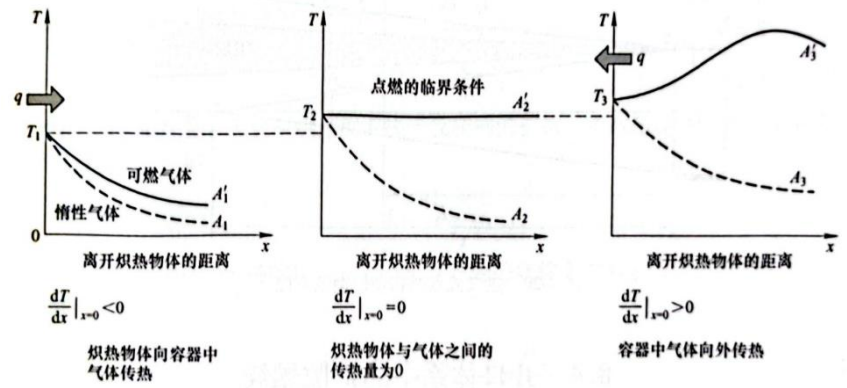 T
q
T₁
可燃气体
惰性气体
A₁′
A₁
0
x
离开炽热物体的距离
dT/dx|ₓ₌₀<0
炽热物体向容器中
气体传热
T
点燃的临界条件
T₂
A₂′
A₂
x
离开炽热物体的距离
dT/dx|ₓ₌₀=0
炽热物体与气体之间的
传热量为0
T
q
A₃′
T₃
A₃
x
离开炽热物体的距离
dT/dx|ₓ₌₀>0
容器中气体向外传热